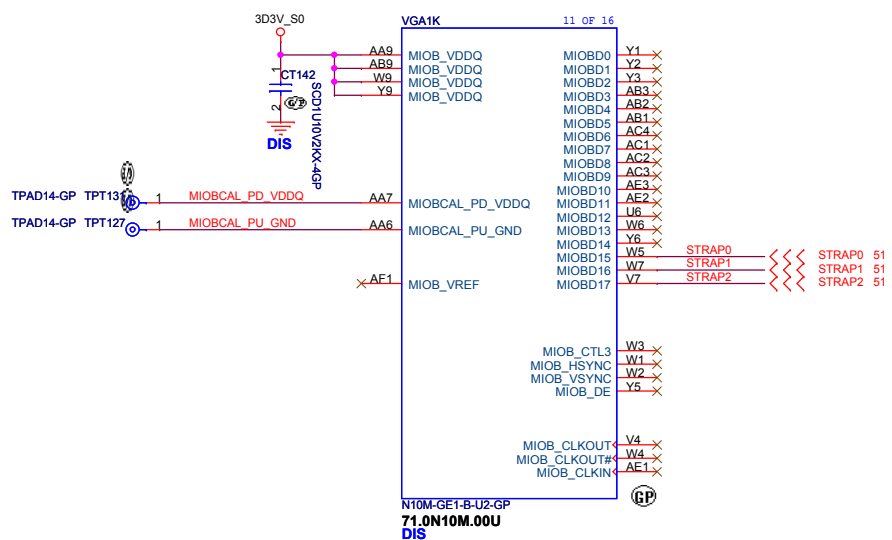 3D3V_S0
VGA1K
11 OF 16
AA9 MIOB_VDDQ
AB9 MIOB_VDDQ
W9 MIOB_VDDQ
Y9 MIOB_VDDQ
1
CT142
2
SCD1U10V2KX-4GP
DIS
TPAD14-GP TPT131 1 MIOBCAL_PD_VDDQ AA7 MIOBCAL_PD_VDDQ
TPAD14-GP TPT127 1 MIOBCAL_PU_GND AA6 MIOBCAL_PU_GND
AF1 MIOB_VREF
MIOBD0 Y1
MIOBD1 Y2
MIOBD2 Y3
MIOBD3 AB3
MIOBD4 AB2
MIOBD5 AB1
MIOBD6 AC4
MIOBD7 AC1
MIOBD8 AC2
MIOBD9 AC3
MIOBD10 AE3
MIOBD11 AE2
MIOBD12 U6
MIOBD13 W6
MIOBD14 Y6
MIOBD15 W5 STRAP0 STRAP0 51
MIOBD16 W7 STRAP1 STRAP1 51
MIOBD17 V7 STRAP2 STRAP2 51
MIOB_CTL3 W3
MIOB_HSYNC W1
MIOB_VSYNC W2
MIOB_DE Y5
MIOB_CLKOUT V4
MIOB_CLKOUT# W4
MIOB_CLKIN AE1
GP
N10M-GE1-B-U2-GP
71.0N10M.00U
DIS